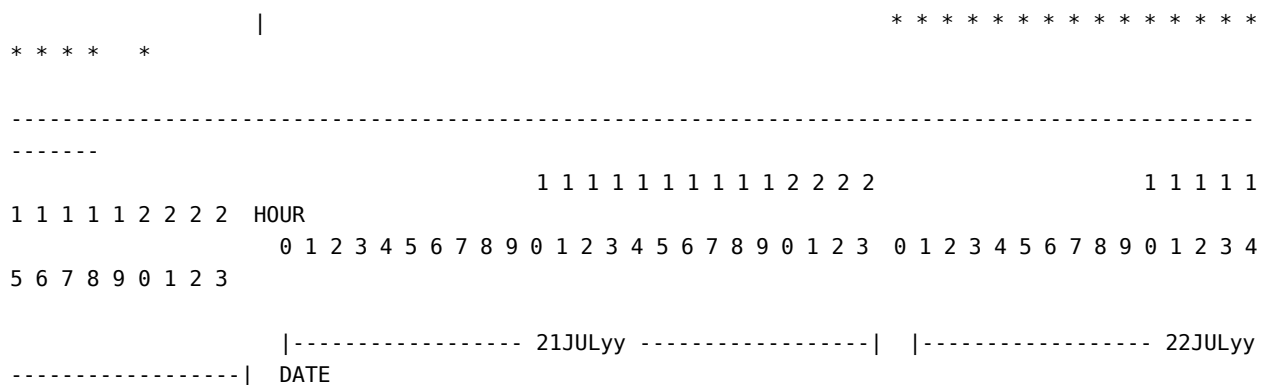 | * * * * * * * * * * * * * * *
* * * * *
---------------------------------------------------------------------------------------------------
-------
1 1 1 1 1 1 1 1 1 1 2 2 2 2 1 1 1 1 1
1 1 1 1 1 2 2 2 2 HOUR
0 1 2 3 4 5 6 7 8 9 0 1 2 3 4 5 6 7 8 9 0 1 2 3 0 1 2 3 4 5 6 7 8 9 0 1 2 3 4
5 6 7 8 9 0 1 2 3
|------------------ 21JULyy ------------------| |------------------ 22JULyy
------------------| DATE